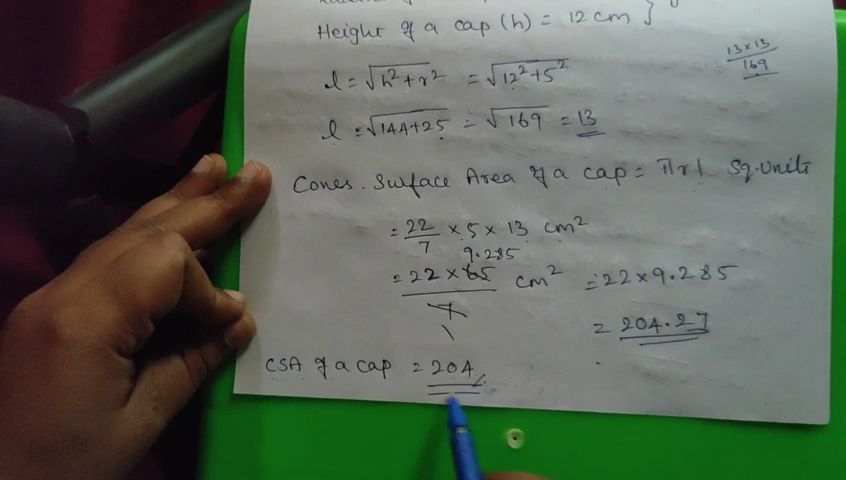 Height of a cap (h) = 12 cm }
13×13
169
l = √h²+r² = √12²+5²
l = √144+25 = √169 = 13
Cones. Surface Area of a cap = πrl Sq.units
= 22/7 × 5 × 13 cm²
9.285
= 22 × 65 cm² = 22×9.285
7
1
= 204.27
CSA of a cap = 204